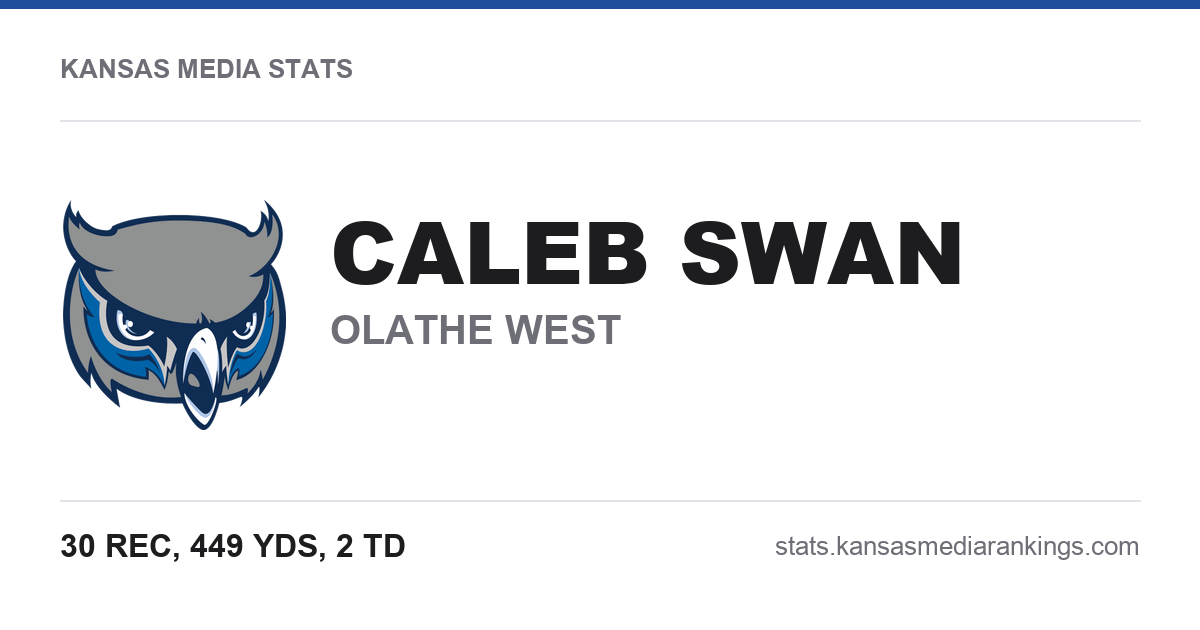 KANSAS MEDIA STATS
CALEB SWAN
OLATHE WEST
30 REC, 449 YDS, 2 TD
stats.kansasmediarankings.com